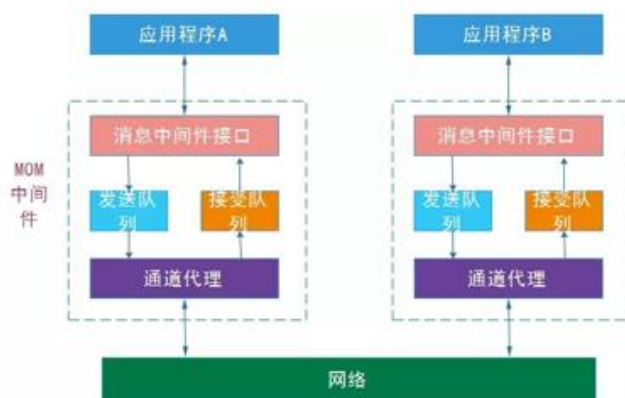 应用程序A
应用程序B
消息中间件接口
消息中间件接口
MOM
中间
件
发送队
列
接受队
列
发送队
列
接受队
列
通道代理
通道代理
网络